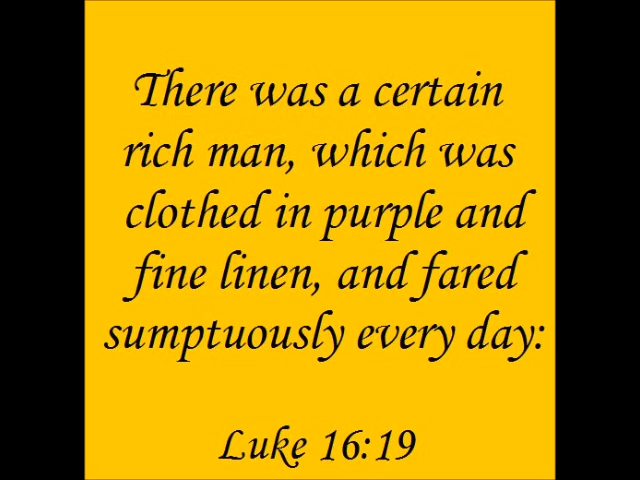 There was a certain
rich man, which was
clothed in purple and
fine linen, and fared
sumptuously every day:
Luke 16:19